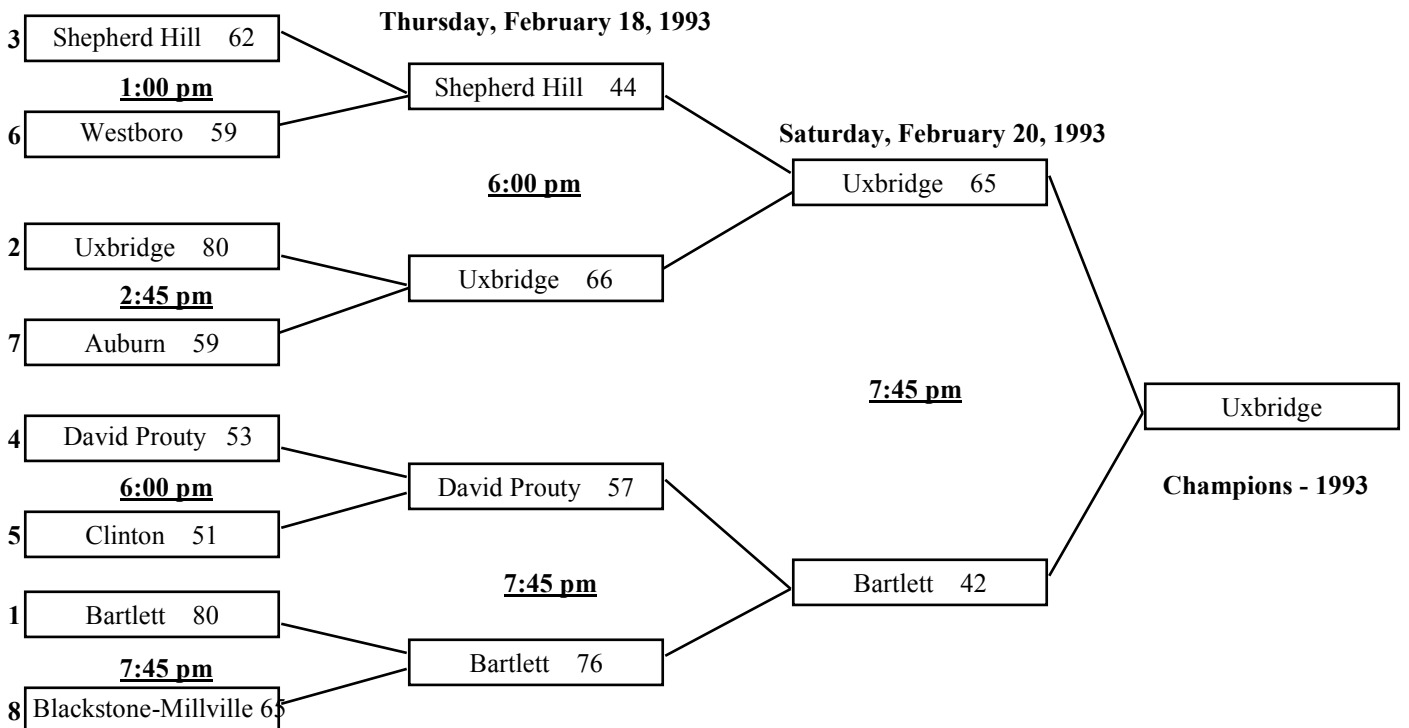 Thursday, February 18, 1993
3 Shepherd Hill 62
1:00 pm
6 Westboro 59
Shepherd Hill 44
6:00 pm
2 Uxbridge 80
2:45 pm
7 Auburn 59
Uxbridge 66
Saturday, February 20, 1993
Uxbridge 65
4 David Prouty 53
6:00 pm
5 Clinton 51
David Prouty 57
7:45 pm
1 Bartlett 80
7:45 pm
8 Blackstone-Millville 65
Bartlett 76
7:45 pm
Bartlett 42
Uxbridge
Champions - 1993